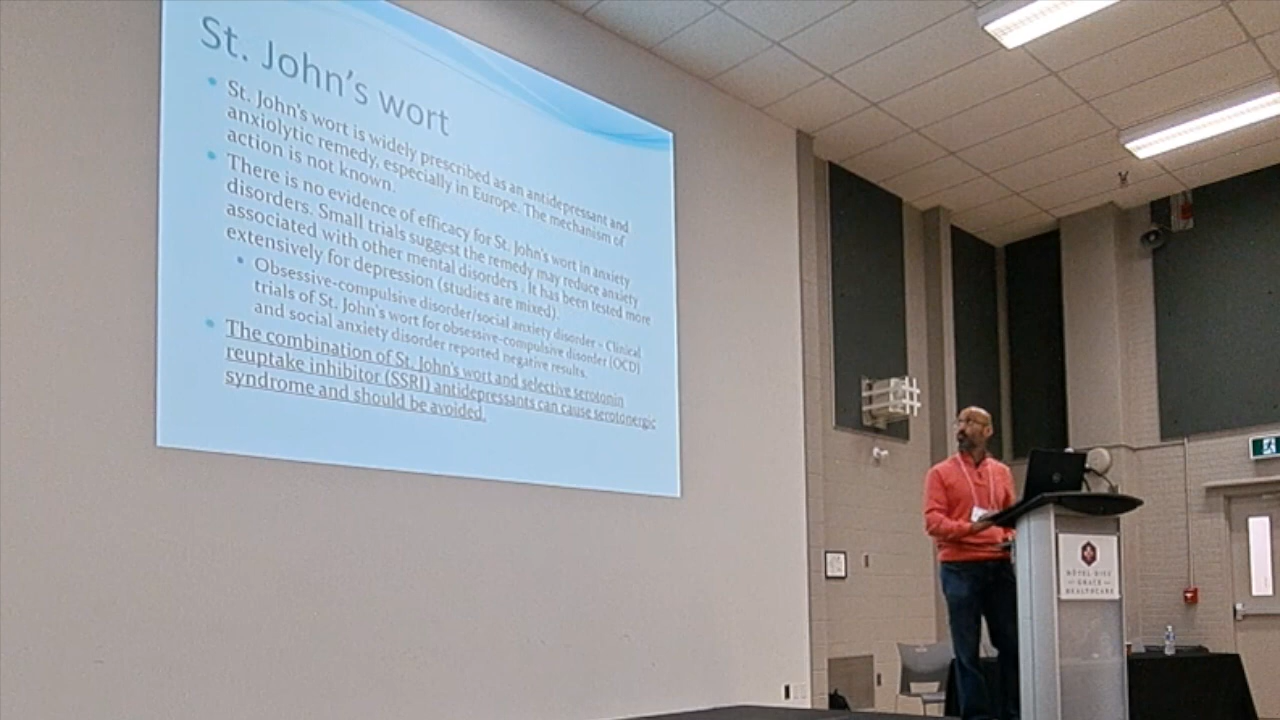 St. John's wort
St. John's wort is widely prescribed as an antidepressant and
anxiolytic remedy, especially in Europe. The mechanism of
action is not known.
There is no evidence of efficacy for St. John's wort in anxiety
disorders. Small trials suggest the remedy may reduce anxiety
associated with other mental disorders . It has been tested more
extensively for depression (studies are mixed).
Obsessive-compulsive disorder/social anxiety disorder – Clinical
trials of St. John's wort for obsessive-compulsive disorder (OCD)
and social anxiety disorder reported negative results.
The combination of St. John's wort and selective serotonin
reuptake inhibitor (SSRI) antidepressants can cause serotonergic
syndrome and should be avoided.
HÔTEL-DIEU
GRACE
HEALTHCARE